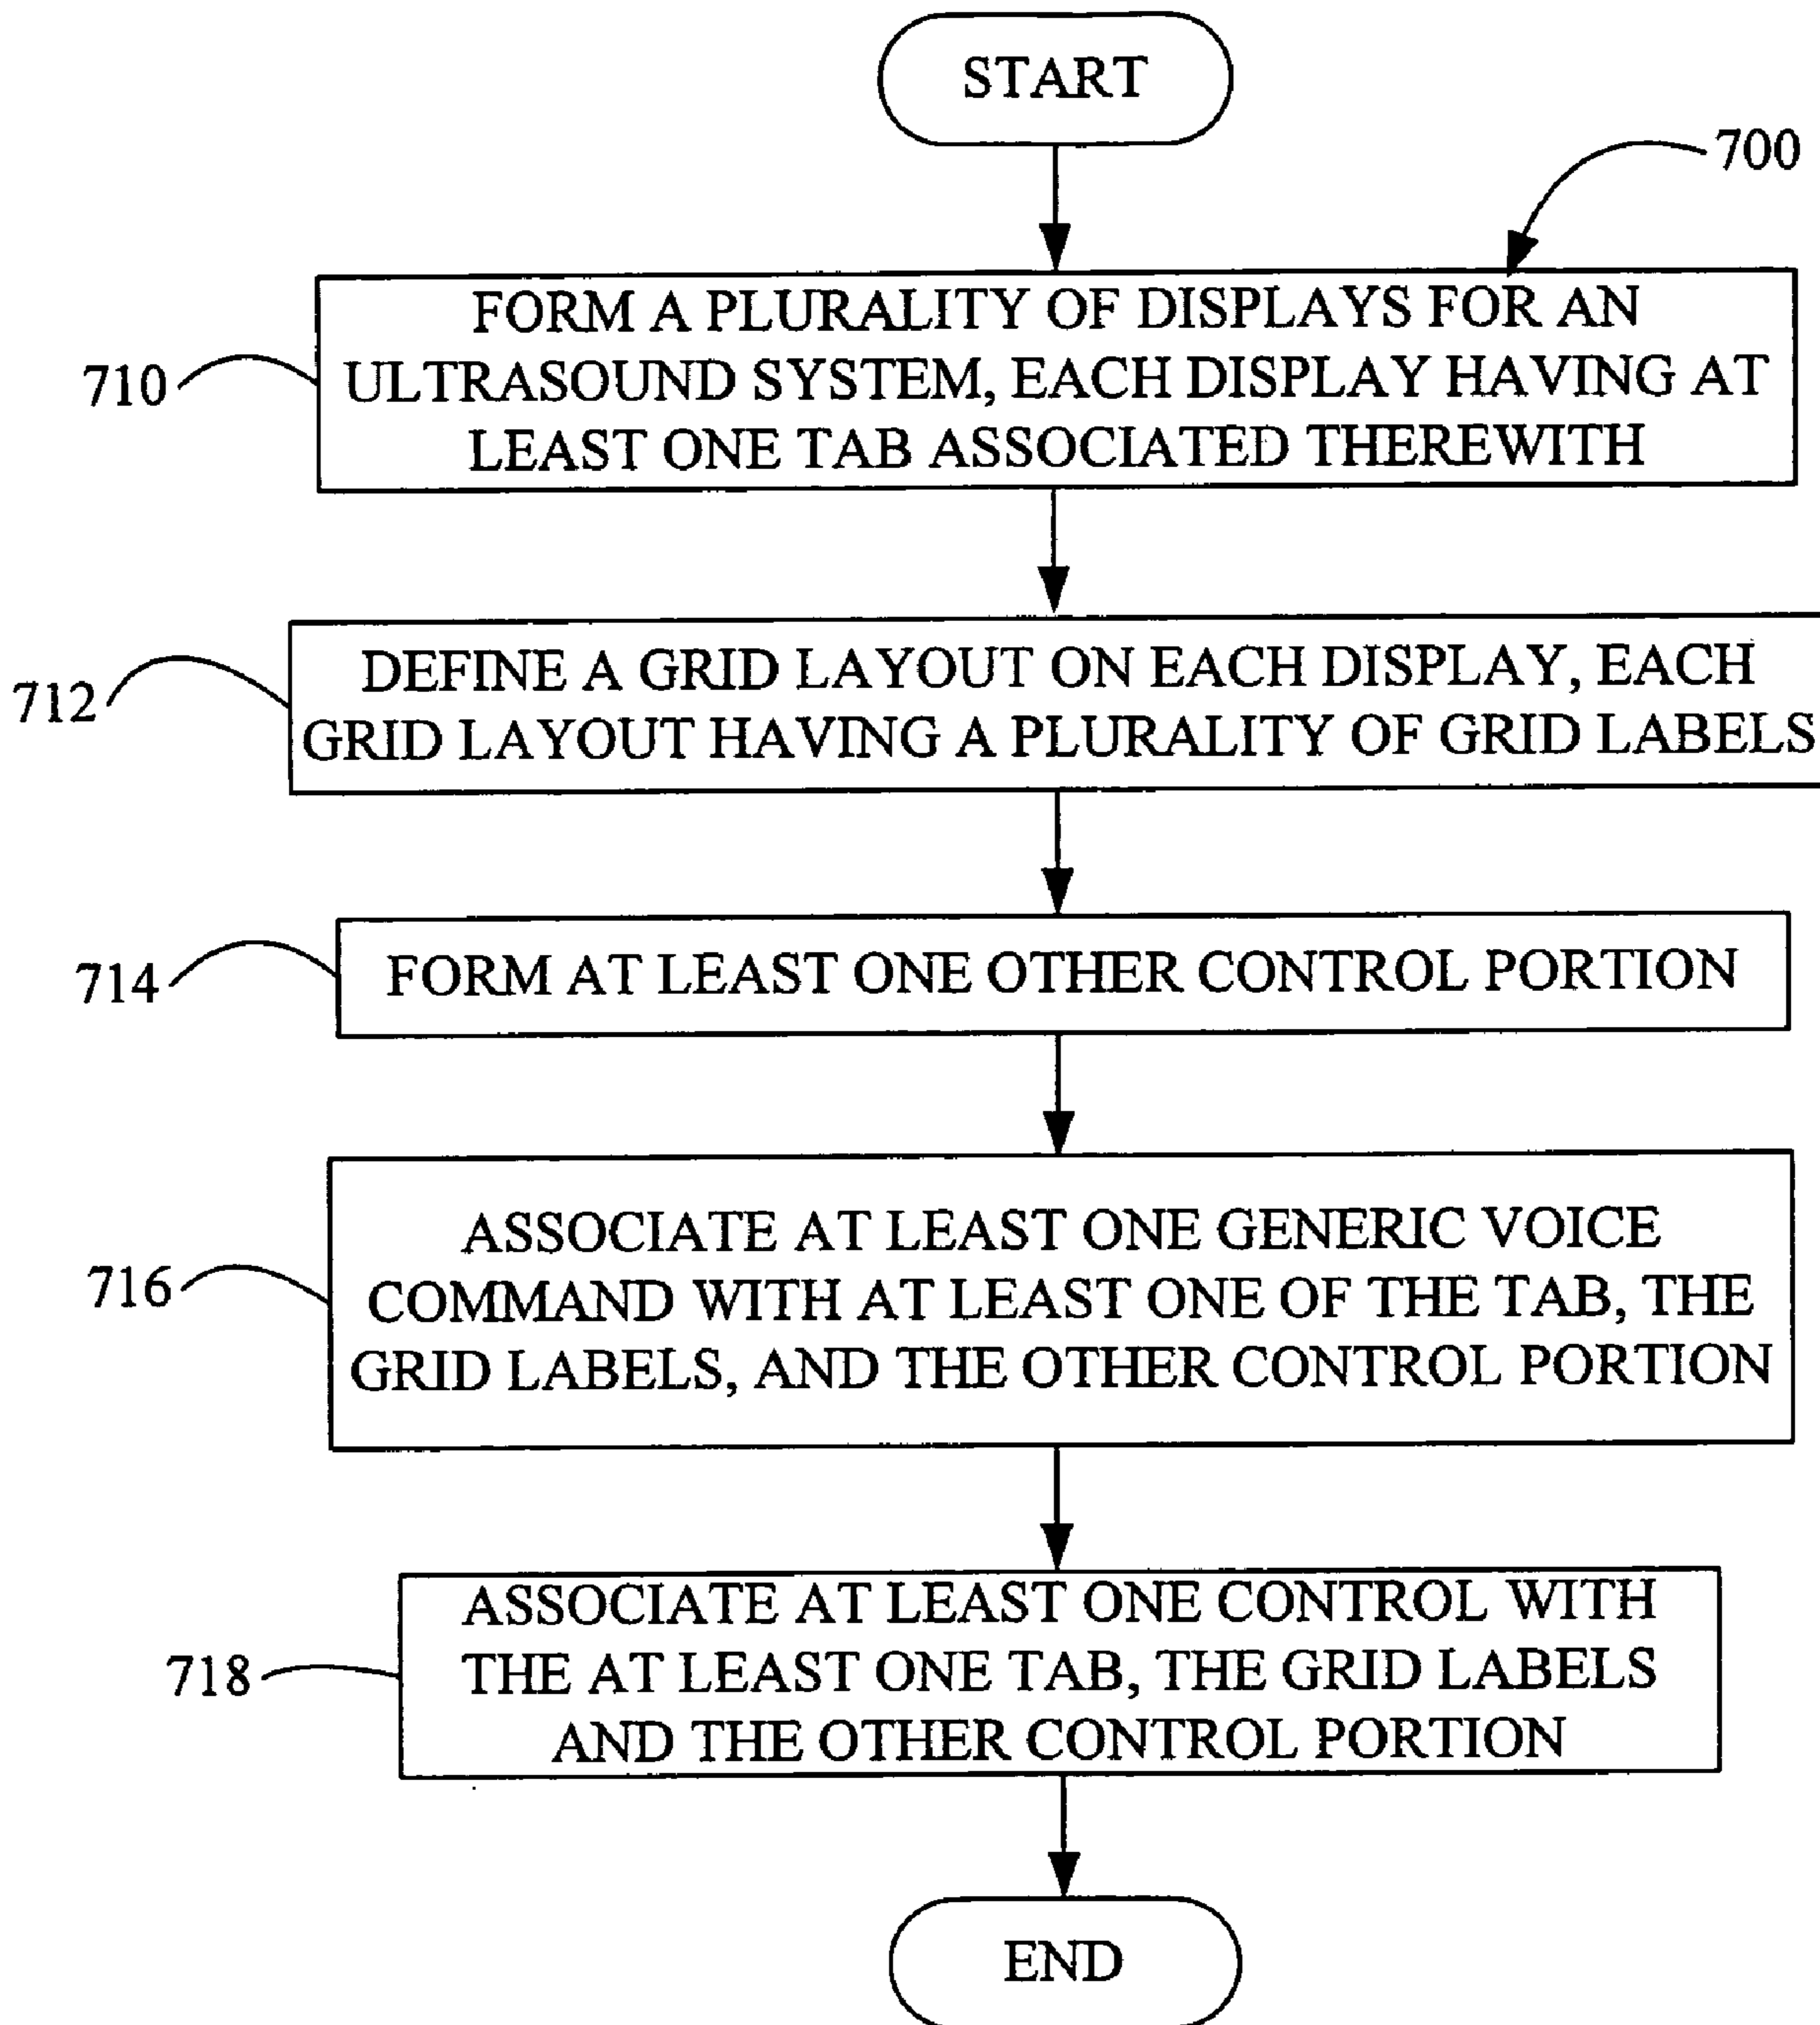 START
700
FORM A PLURALITY OF DISPLAYS FOR AN
710
ULTRASOUND SYSTEM, EACH DISPLAY HAVING AT
LEAST ONE TAB ASSOCIATED THEREWITH
DEFINE A GRID LAYOUT ON EACH DISPLAY, EACH
712
GRID LAYOUT HAVING A PLURALITY OF GRID LABELS
714
FORM AT LEAST ONE OTHER CONTROL PORTION
ASSOCIATE AT LEAST ONE GENERIC VOICE
716
COMMAND WITH AT LEAST ONE OF THE TAB, THE
GRID LABELS, AND THE OTHER CONTROL PORTION
ASSOCIATE AT LEAST ONE CONTROL WITH
718
THE AT LEAST ONE TAB, THE GRID LABELS
AND THE OTHER CONTROL PORTION
END